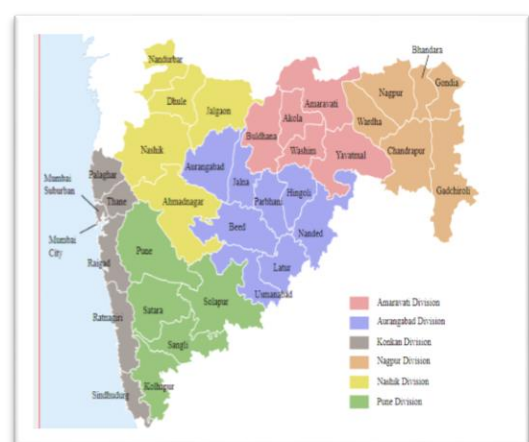 Bhandara
Nandurbar
Nagpur
Gondia
Dhule
Jalgaon
Amaravati
Akola
Wardha
Buldhana
Nashik
Washim
Yavatmal
Chandrapur
Aurangabad
Palaghar
Mumbai
Suburban
Jalna
Hingoli
Parbhani
Gadchiroli
Thane
Ahmadnagar
Mumbai
City
Beed
Nanded
Pune
Raigad
Latur
Solapur
Usmanabad
Satara
Ratnagiri
Sangli
Kolhapur
Sindhudurg
Amaravati Division
Aurangabad Division
Konkan Division
Nagpur Division
Nashik Division
Pune Division